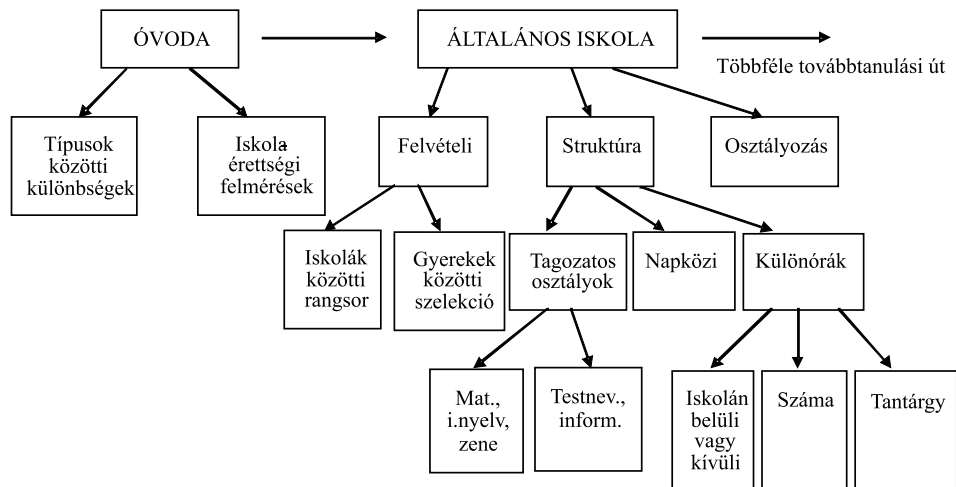 ÓVODA
ÁLTALÁNOS ISKOLA
Többféle továbbtanulási út
Típusok
közötti
különbségek
Iskola-
érettségi
felmérések
Felvételi
Struktúra
Osztályozás
Iskolák
közötti
rangsor
Gyerekek
közötti
szelekció
Tagozatos
osztályok
Napközi
Különórák
Mat.,
i.nyelv,
zene
Testnev.,
inform.
Iskolán
belüli
vagy
kívüli
Száma
Tantárgy